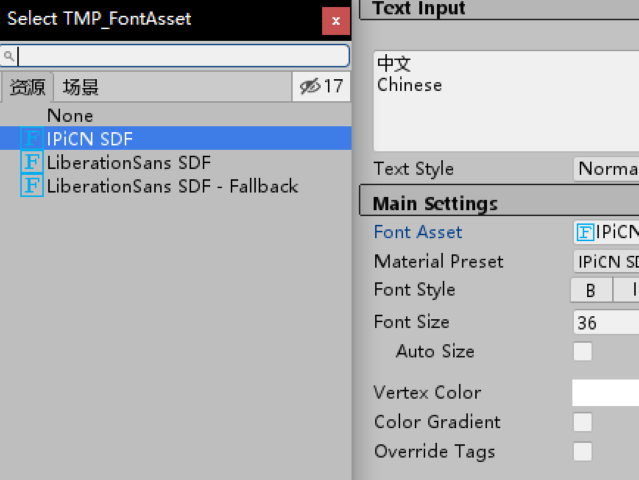 Select TMP_FontAsset
x
资源
场景
17
None
IPiCN SDF
LiberationSans SDF
LiberationSans SDF - Fallback
Text Input
中文
Chinese
Text Style
Norma
Main Settings
Font Asset
IPiCN
Material Preset
IPiCN SD
Font Style
B
I
Font Size
36
Auto Size
Vertex Color
Color Gradient
Override Tags